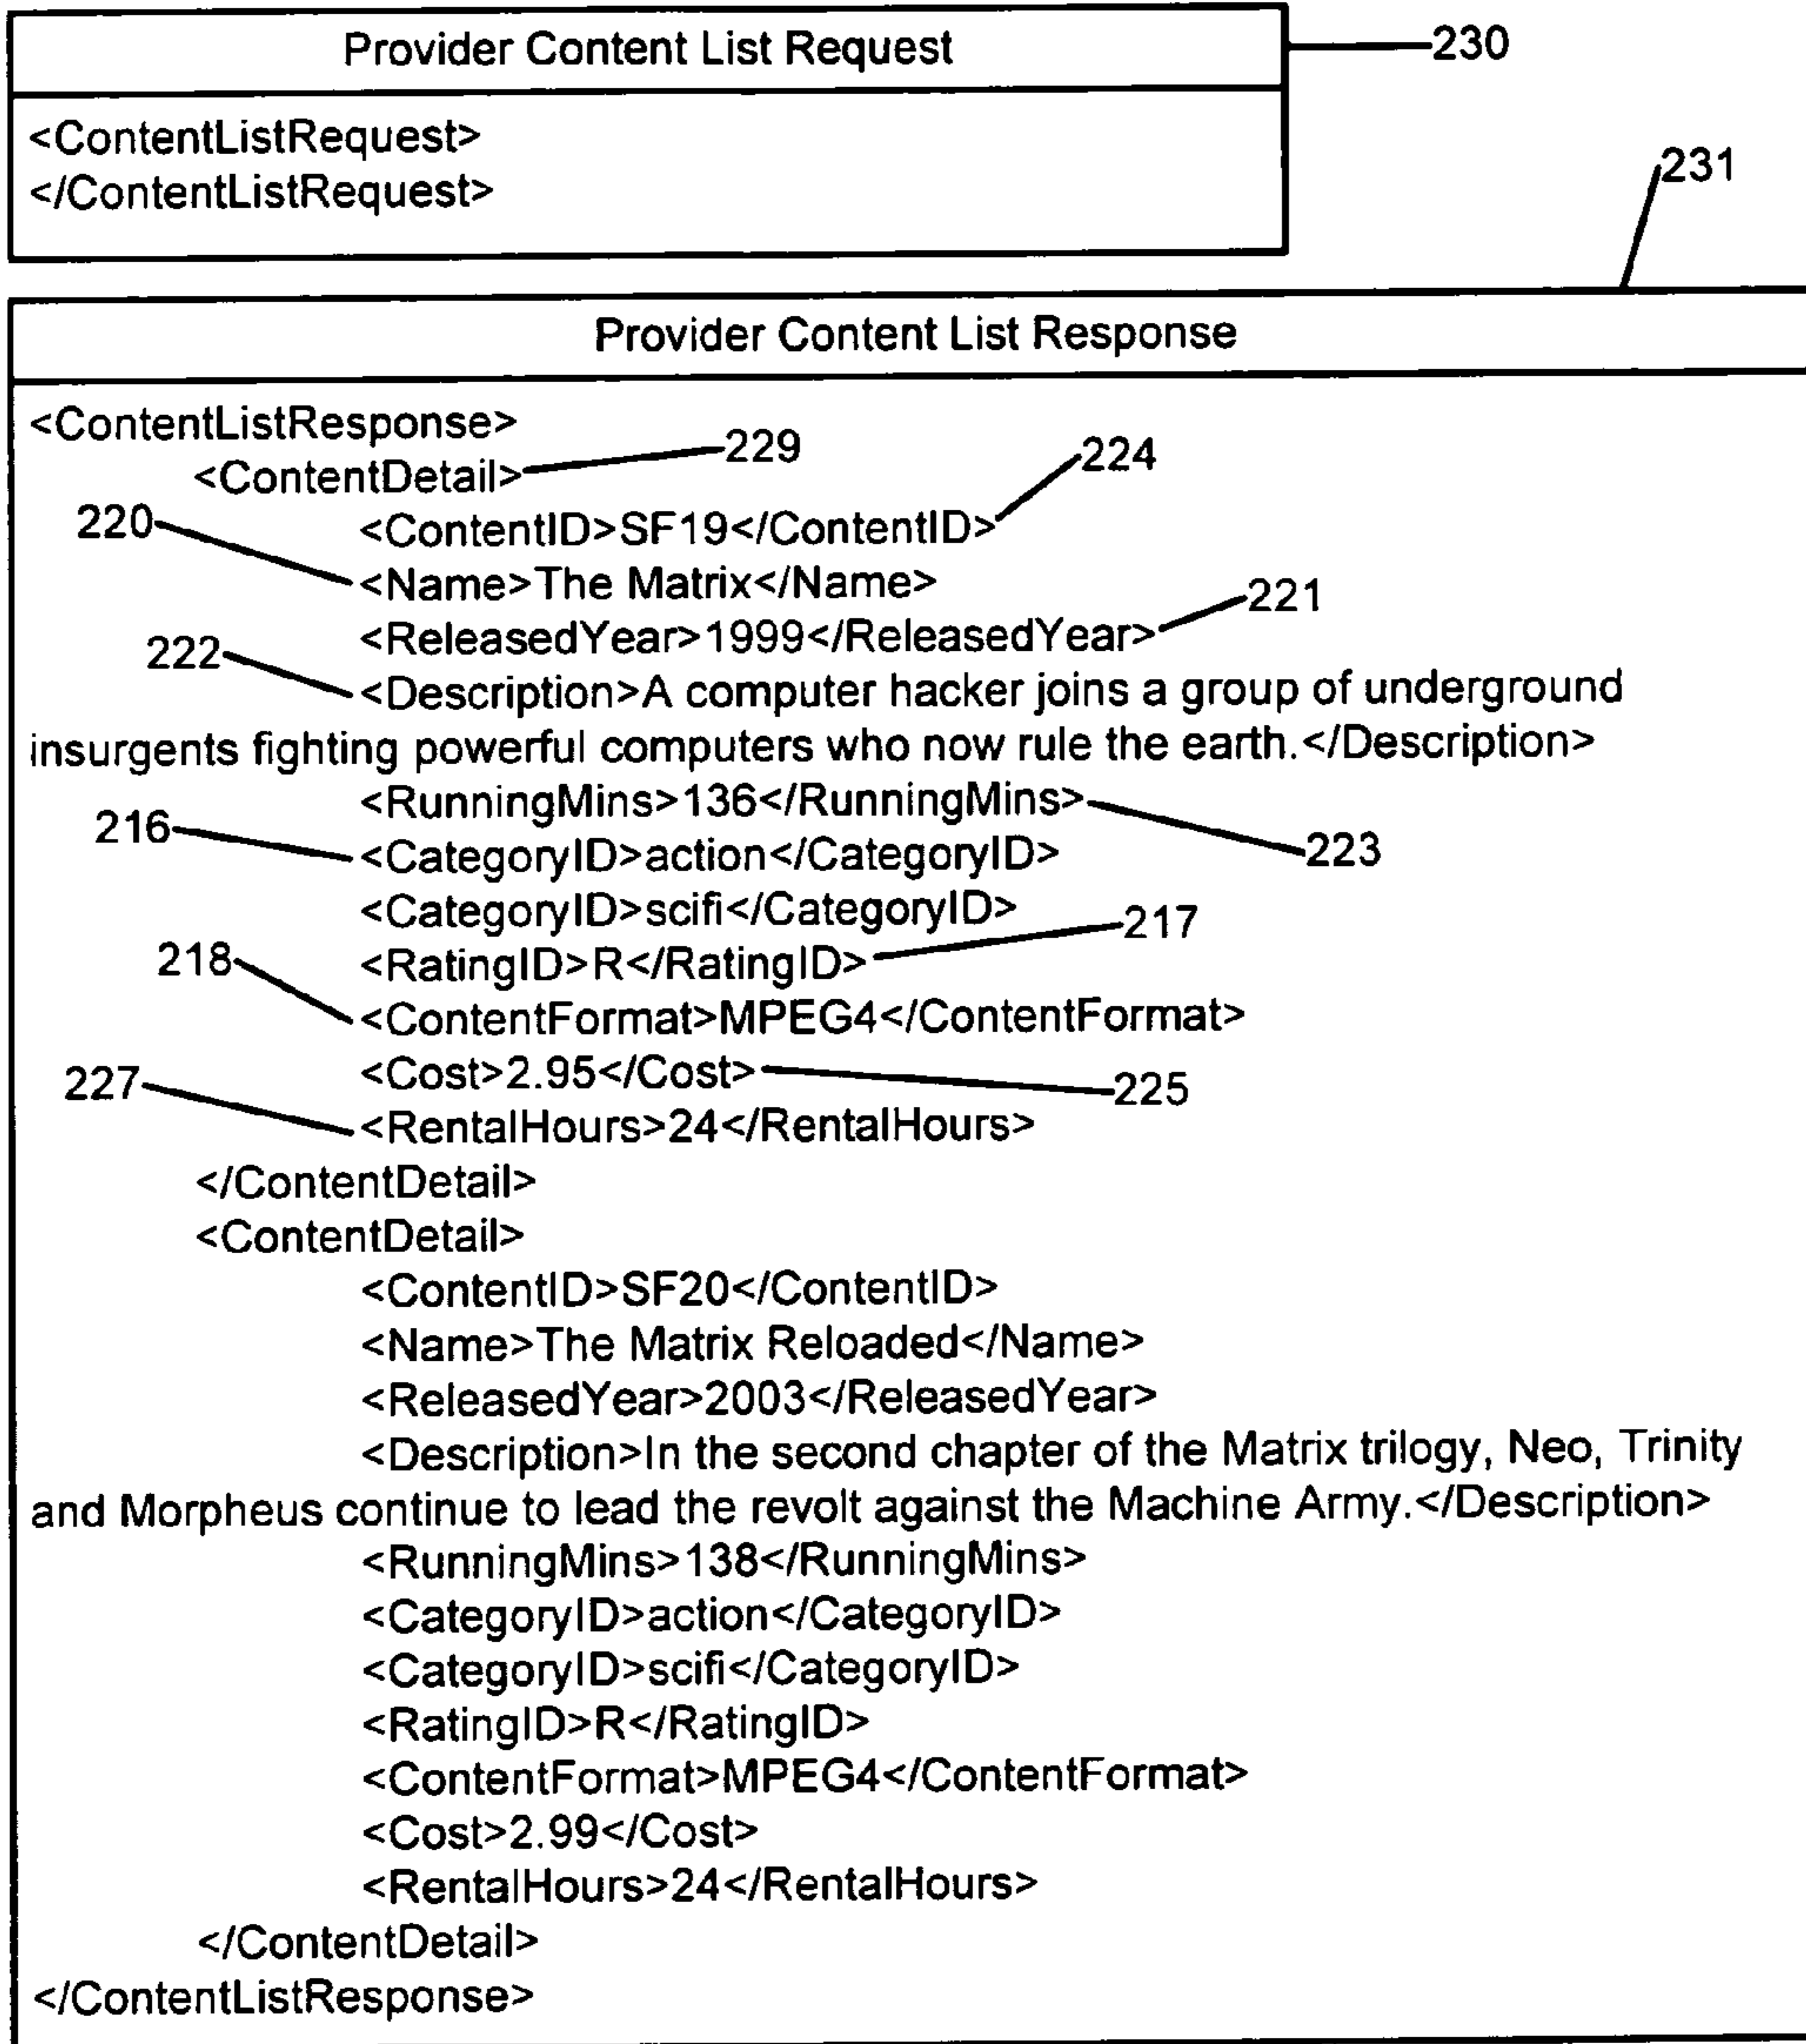 Provider Content List Request 230
<ContentListRequest>
</ContentListRequest>
231
Provider Content List Response
<ContentListResponse>
<ContentDetail> 229
<ContentID>SF19</ContentID> 224
220 <Name>The Matrix</Name>
<ReleasedYear>1999</ReleasedYear> 221
222 <Description>A computer hacker joins a group of underground
insurgents fighting powerful computers who now rule the earth.</Description>
<RunningMins>136</RunningMins> 223
216 <CategoryID>action</CategoryID>
<CategoryID>scifi</CategoryID>
<RatingID>R</RatingID> 217
218 <ContentFormat>MPEG4</ContentFormat>
<Cost>2.95</Cost> 225
227 <RentalHours>24</RentalHours>
</ContentDetail>
<ContentDetail>
<ContentID>SF20</ContentID>
<Name>The Matrix Reloaded</Name>
<ReleasedYear>2003</ReleasedYear>
<Description>In the second chapter of the Matrix trilogy, Neo, Trinity
and Morpheus continue to lead the revolt against the Machine Army.</Description>
<RunningMins>138</RunningMins>
<CategoryID>action</CategoryID>
<CategoryID>scifi</CategoryID>
<RatingID>R</RatingID>
<ContentFormat>MPEG4</ContentFormat>
<Cost>2.99</Cost>
<RentalHours>24</RentalHours>
</ContentDetail>
</ContentListResponse>